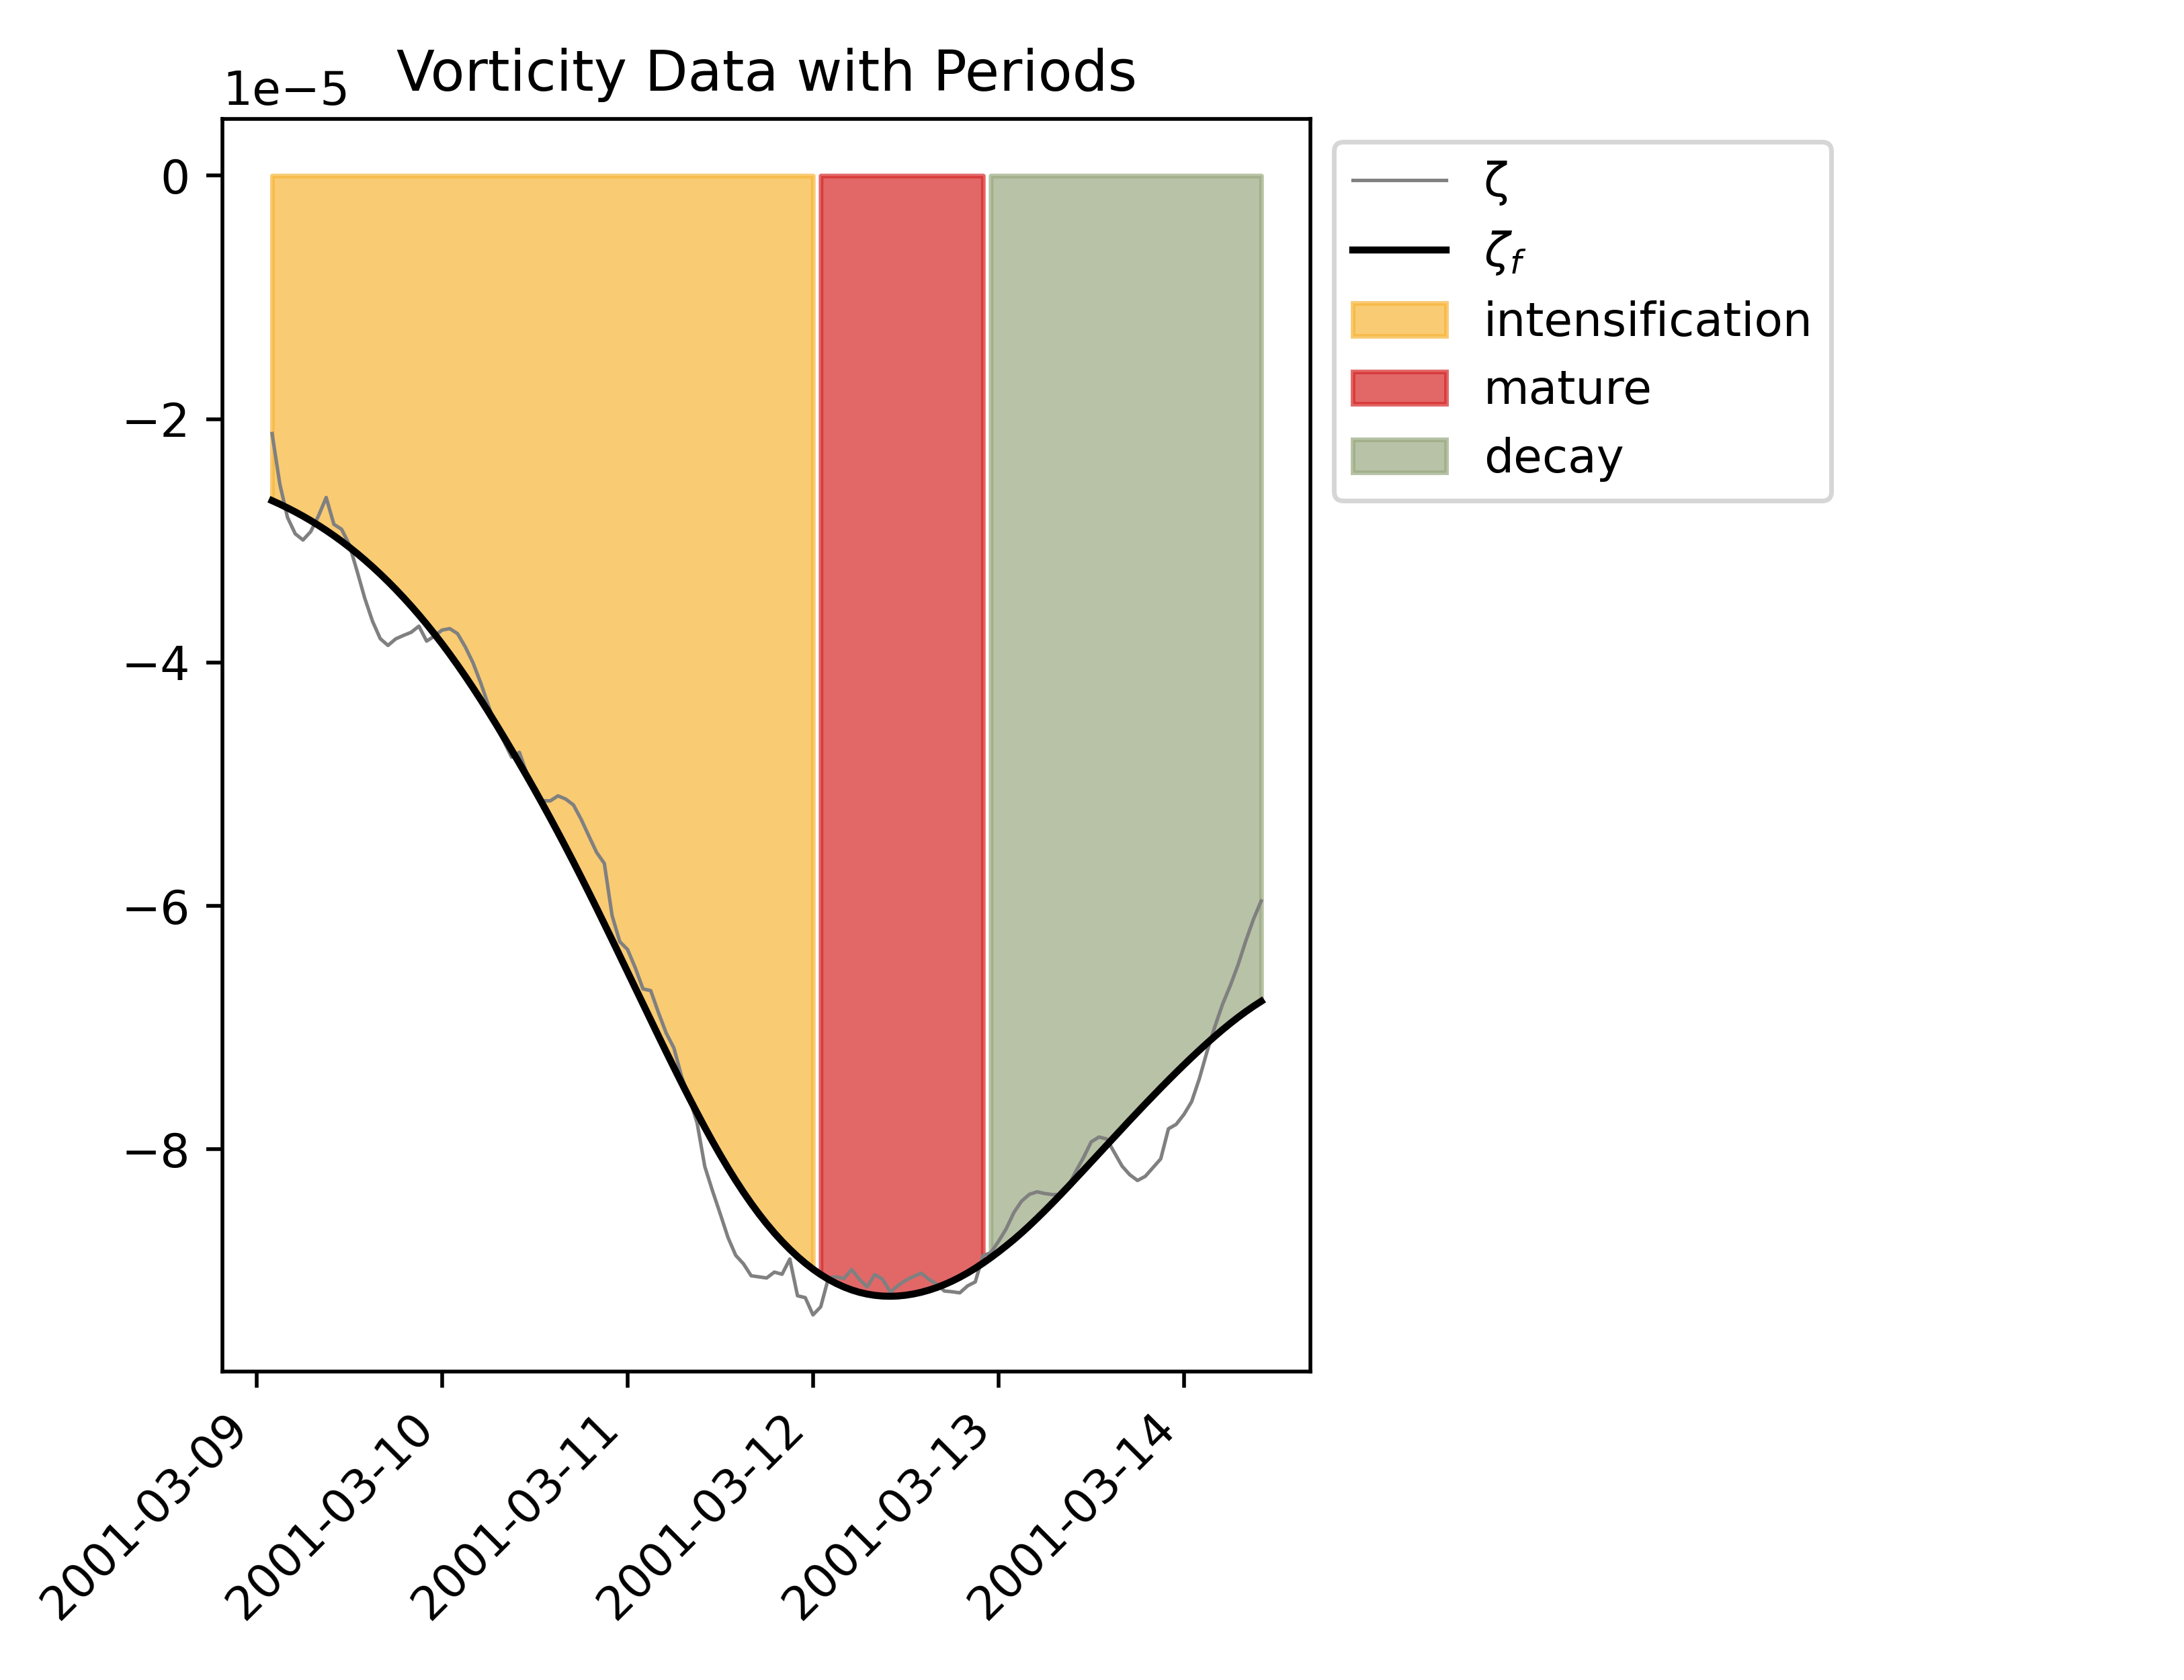 Vorticity Data with Periods
1e−5
0
−2
−4
−6
−8
2001-03-09
2001-03-10
2001-03-11
2001-03-12
2001-03-13
2001-03-14
ζ
ζf
intensification
mature
decay